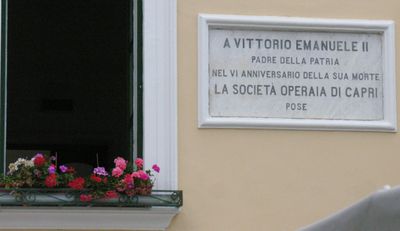 A VITTORIO EMANUELE II
PADRE DELLA PATRIA
NEL VI ANNIVERSARIO DELLA SUA MORTE
LA SOCIETÀ OPERAIA DI CAPRI
POSE